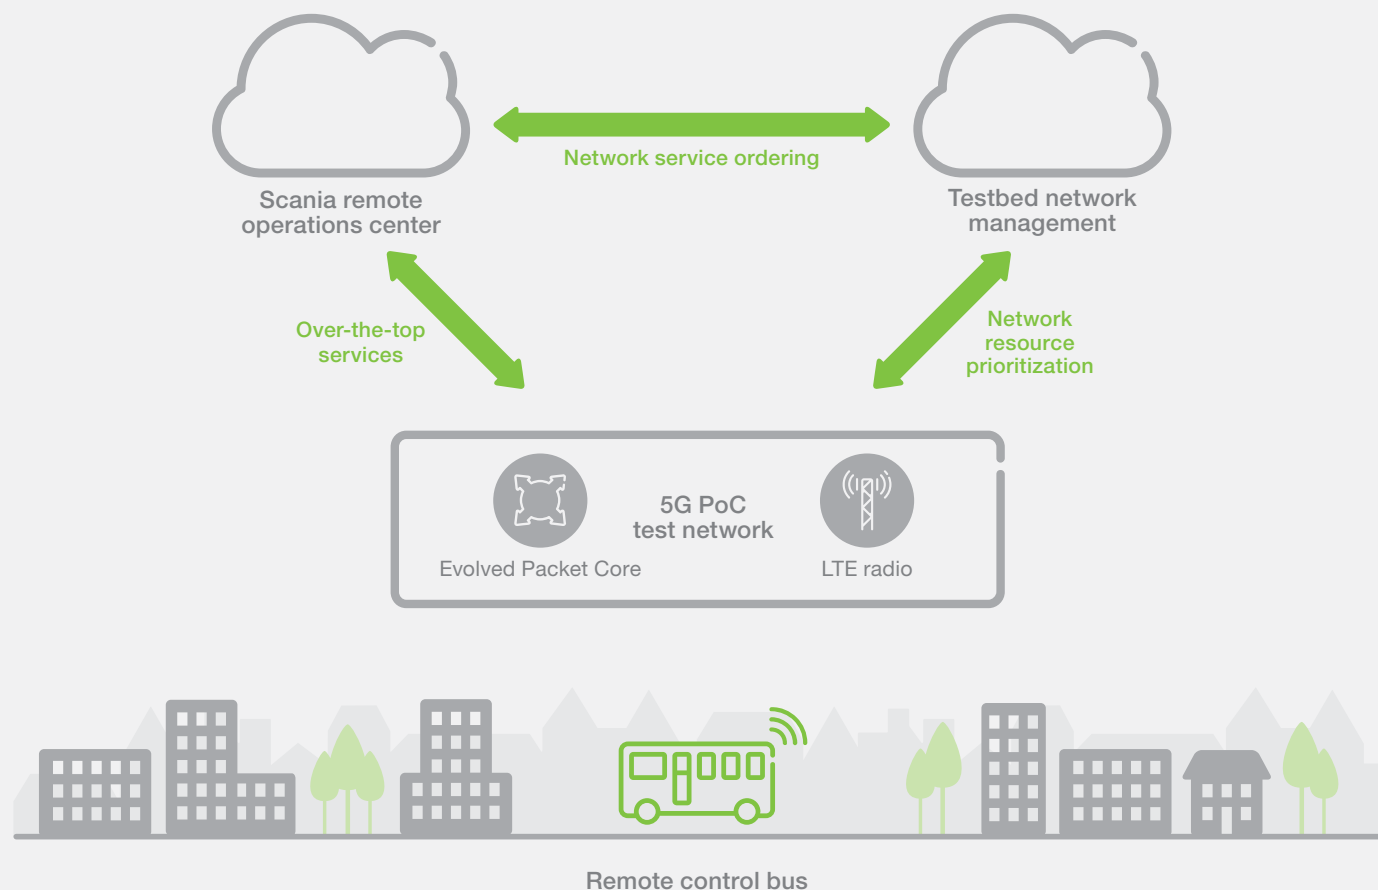 Network service ordering
Scania remote
operations center
Testbed network
management
Over-the-top
services
Network
resource
prioritization
5G PoC
test network
Evolved Packet Core
LTE radio
Remote control bus